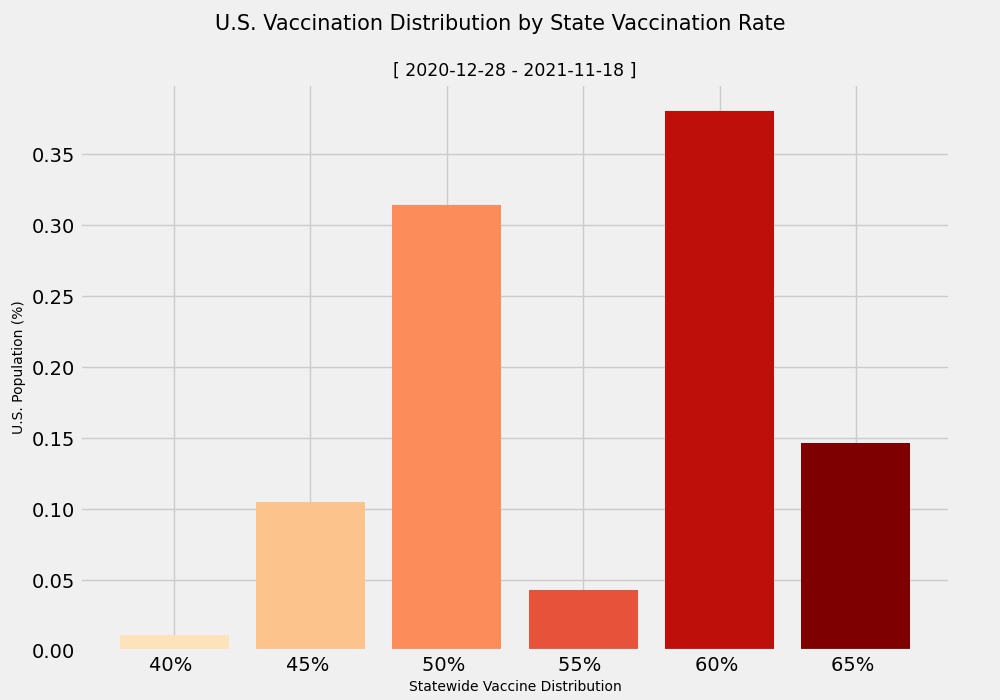 U.S. Vaccination Distribution by State Vaccination Rate
[ 2020-12-28 - 2021-11-18 ]
U.S. Population (%)
0.35
0.30
0.25
0.20
0.15
0.10
0.05
0.00
40% 45% 50% 55% 60% 65%
Statewide Vaccine Distribution